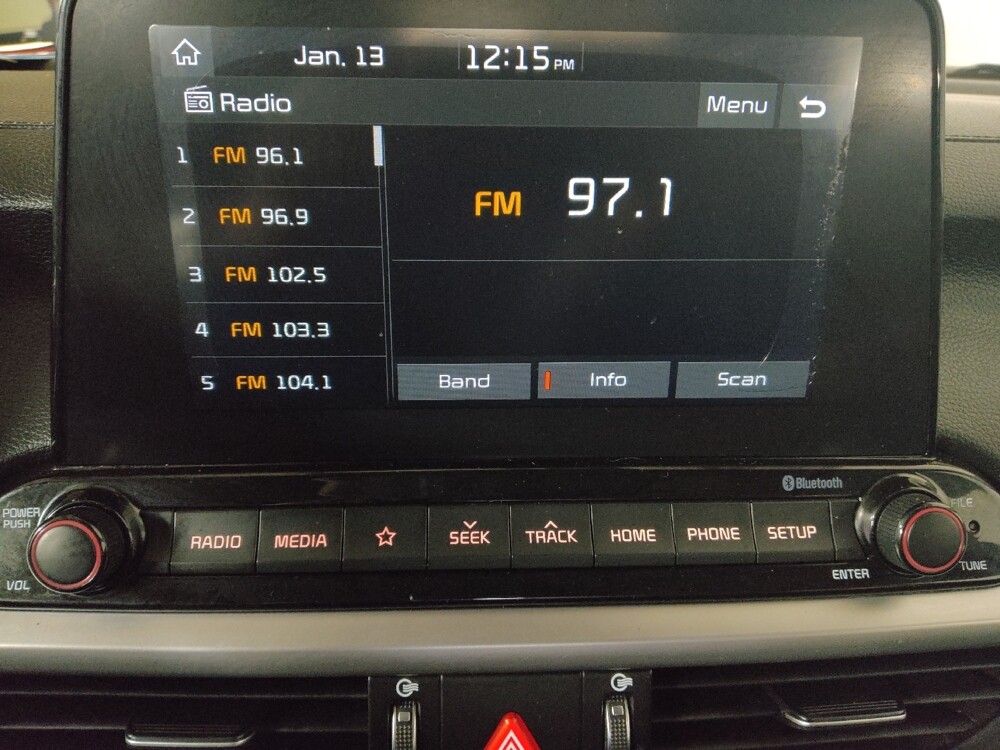 Jan. 13 12:15 PM
Radio Menu
1 FM 96.1
2 FM 96.9
3 FM 102.5
4 FM 103.3
5 FM 104.1
FM 97.1
Band Info Scan
Bluetooth
POWER
PUSH
VOL
RADIO MEDIA SEEK TRACK HOME PHONE SETUP
FILE
TUNE
ENTER